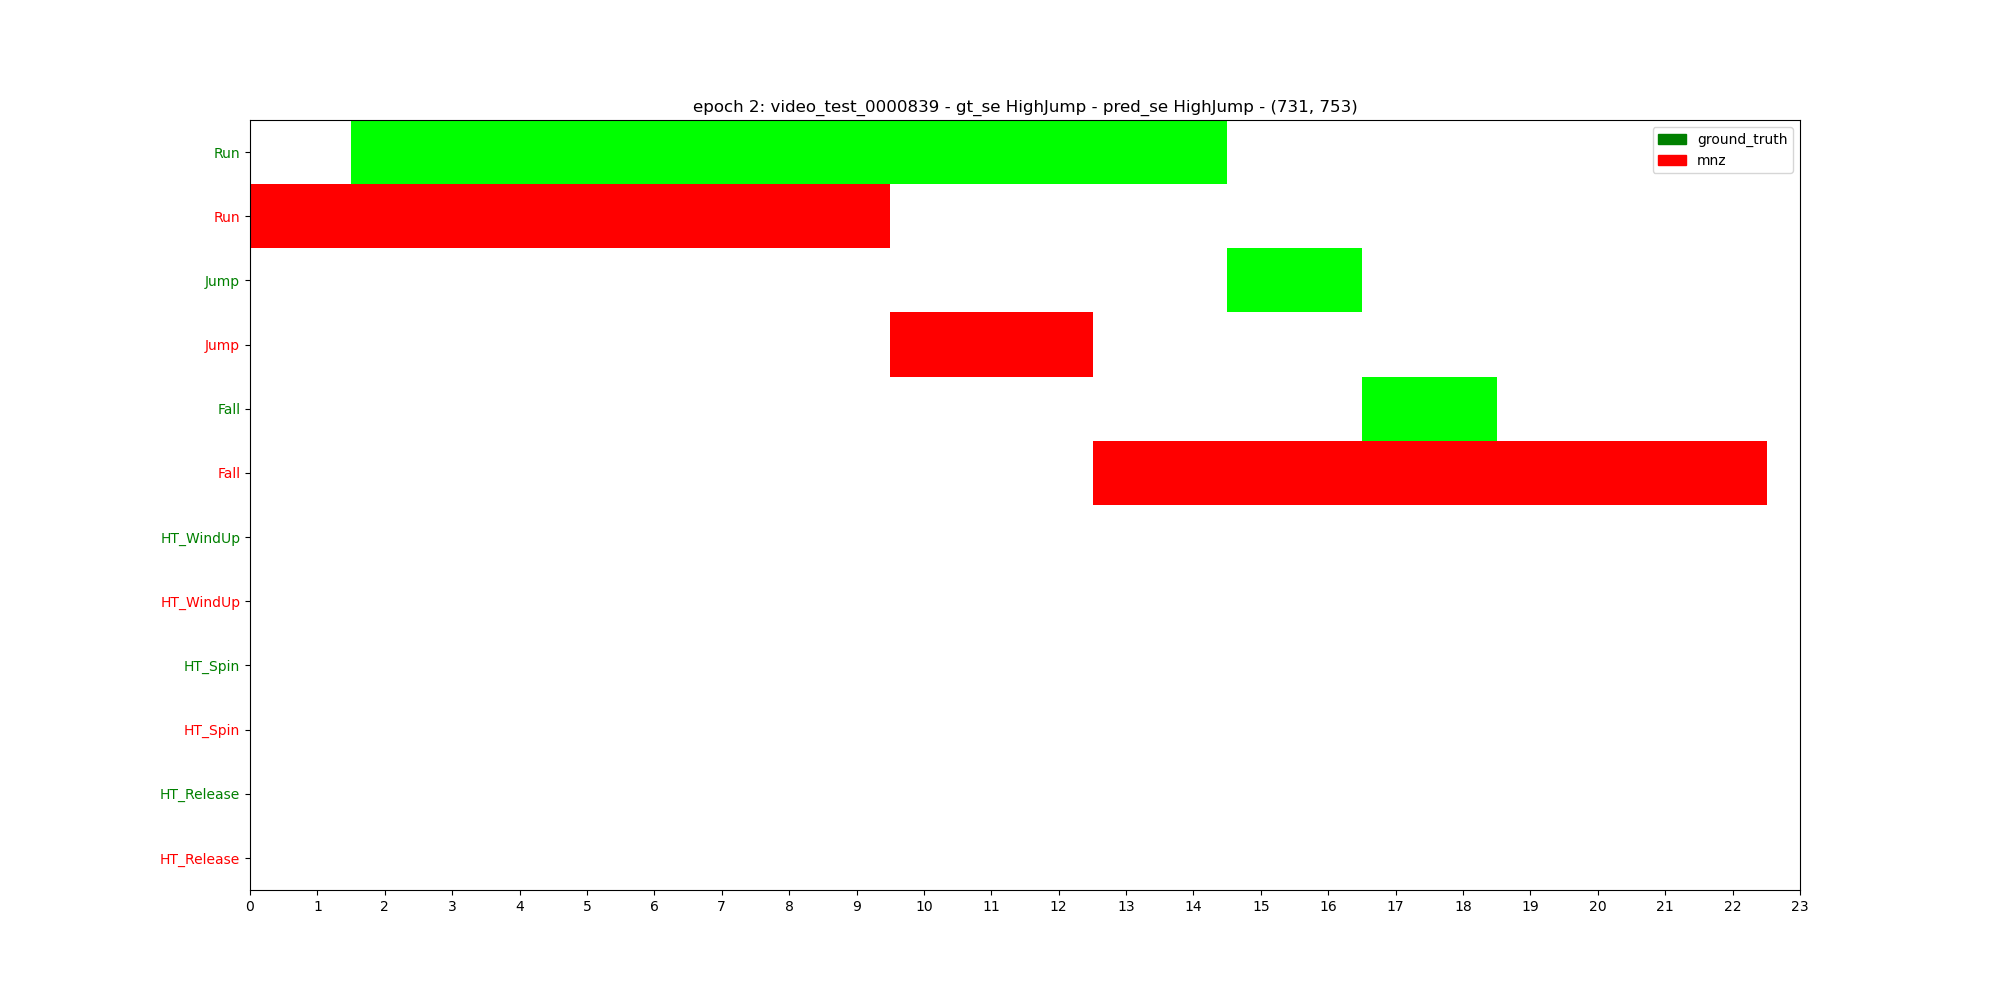 epoch 2: video_test_0000839 - gt_se HighJump - pred_se HighJump - (731, 753)
ground_truth
mnz
Run
Run
Jump
Jump
Fall
Fall
HT_WindUp
HT_WindUp
HT_Spin
HT_Spin
HT_Release
HT_Release
0 1 2 3 4 5 6 7 8 9 10 11 12 13 14 15 16 17 18 19 20 21 22 23